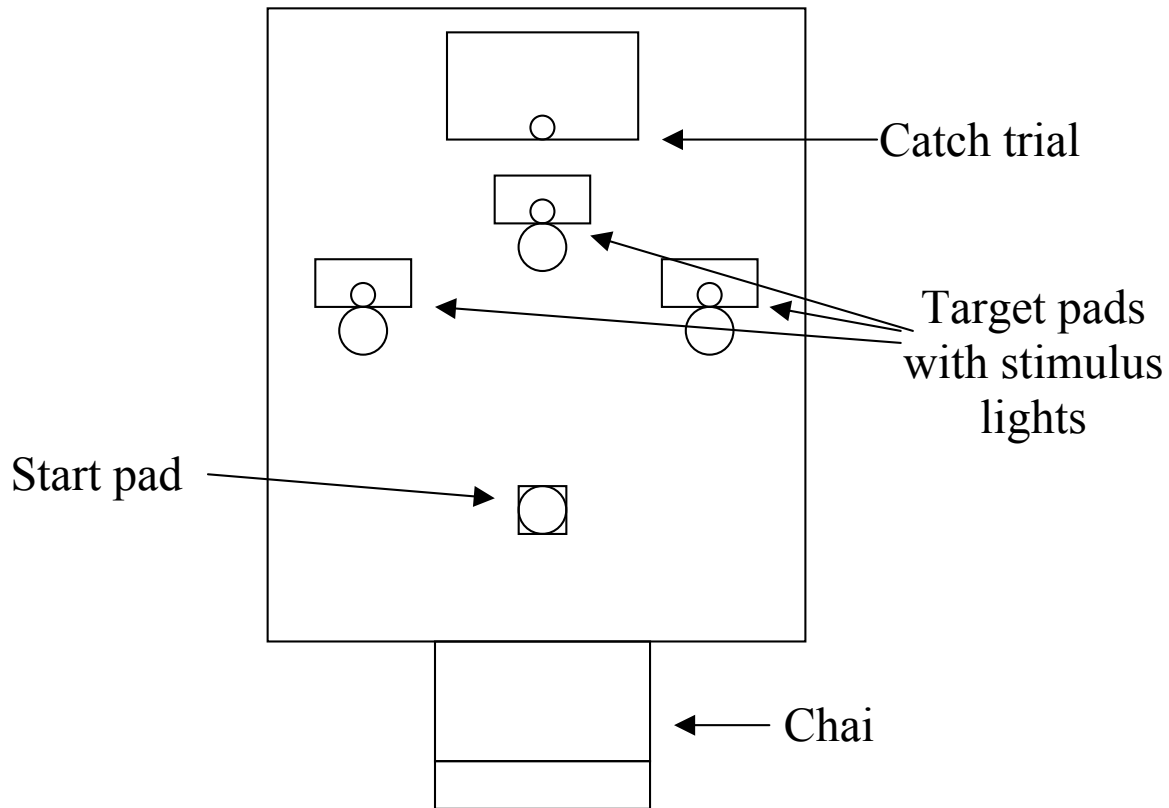 Catch trial
Target pads
with stimulus
lights
Start pad
Chai